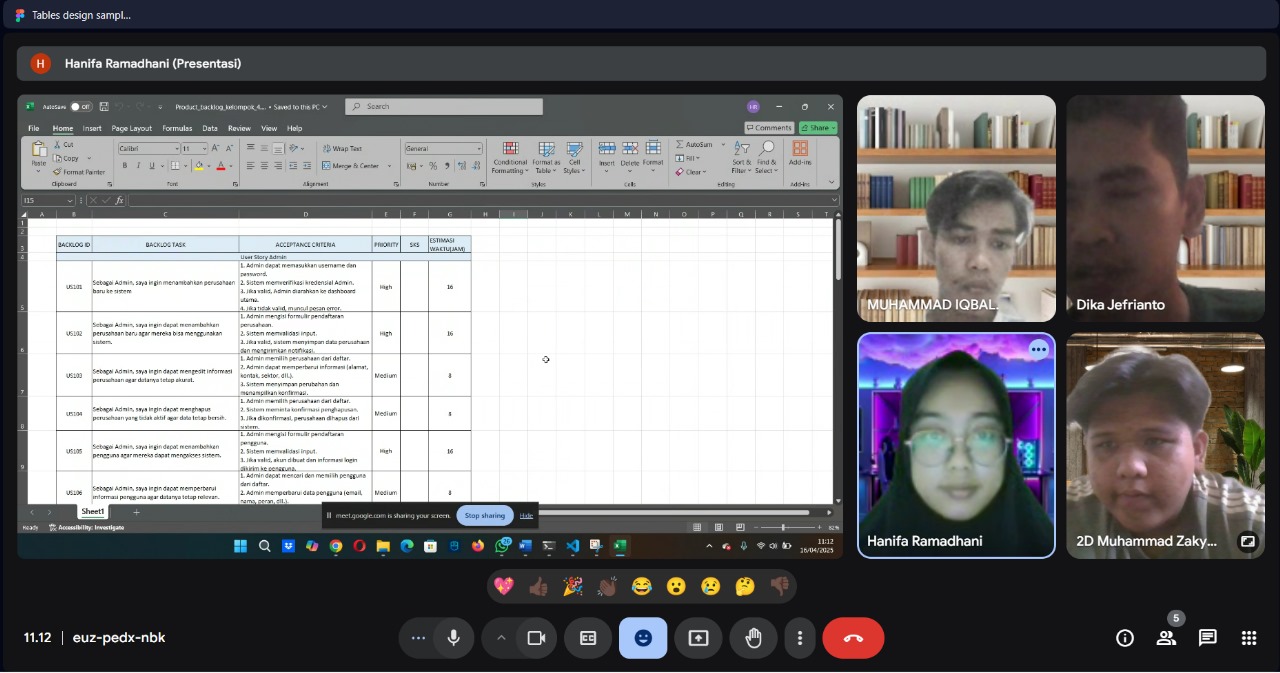 Tables design sampl...
H
Hanifa Ramadhani (Presentasi)
AutoSave Off
Product_backlog_kelompok_4... • Saved to this PC
Search
HR
File Home Insert Page Layout Formulas Data Review View Help
Comments
Share
Paste
Cut
Copy
Format Painter
Clipboard
Calibri 11
B I U
Font
Wrap Text
Merge & Center
Alignment
General
Number
Conditional Formatting
Format as Table
Cell Styles
Styles
Insert Delete Format
Cells
AutoSum
Fill
Clear
Sort & Filter
Find & Select
Editing
Add-ins
Add-ins
I15
fx
A B C D E F G H I J K L M N O P Q R S T
1
2
3
BACKLOG ID BACKLOG TASK ACCEPTANCE CRITERIA PRIORITY SKS ESTIMASI WAKTU(JAM)
4
User Story Admin
5
US101
Sebagai Admin, saya ingin menambahkan perusahaan
baru ke sistem
1. Admin dapat memasukkan username dan
password.
2. Sistem memverifikasi kredensial Admin.
3. Jika valid, Admin diarahkan ke dashboard
utama.
4. Jika tidak valid, muncul pesan error.
High
16
6
US102
Sebagai Admin, saya ingin dapat menambahkan
perusahaan baru agar mereka bisa menggunakan
sistem.
1. Admin mengisi formulir pendaftaran
perusahaan.
2. Sistem memvalidasi input.
3. Jika valid, sistem menyimpan data perusahaan
dan mengirimkan notifikasi.
High
16
7
US103
Sebagai Admin, saya ingin dapat mengedit informasi
perusahaan agar datanya tetap akurat.
1. Admin memilih perusahaan dari daftar.
2. Admin dapat memperbarui informasi (alamat,
kontak, sektor, dll.).
3. Sistem menyimpan perubahan dan
menampilkan konfirmasi.
Medium
8
8
US104
Sebagai Admin, saya ingin dapat menghapus
perusahaan yang tidak aktif agar data tetap bersih.
1. Admin memilih perusahaan dari daftar.
2. Sistem meminta konfirmasi penghapusan.
3. Jika dikonfirmasi, perusahaan dihapus dari
sistem.
Medium
8
9
US105
Sebagai Admin, saya ingin dapat menambahkan
pengguna agar mereka dapat mengakses sistem.
1. Admin mengisi formulir pendaftaran
pengguna.
2. Sistem memvalidasi input.
3. Jika valid, akun dibuat dan informasi login
dikirim ke pengguna.
High
16
US106
Sebagai Admin, saya ingin dapat memperbarui
informasi pengguna agar datanya tetap relevan.
1. Admin dapat mencari dan memilih pengguna
dari daftar.
2. Admin memperbarui data pengguna (email,
nama, peran, dll.).
Medium
8
Sheet1
meet.google.com is sharing your screen.
Stop sharing
Hide
Ready
Accessibility: Investigate
82%
11:12
16/04/2025
MUHAMMAD IQBAL.
Dika Jefrianto
Hanifa Ramadhani
2D Muhammad Zaky...
11.12 | euz-pedx-nbk
5